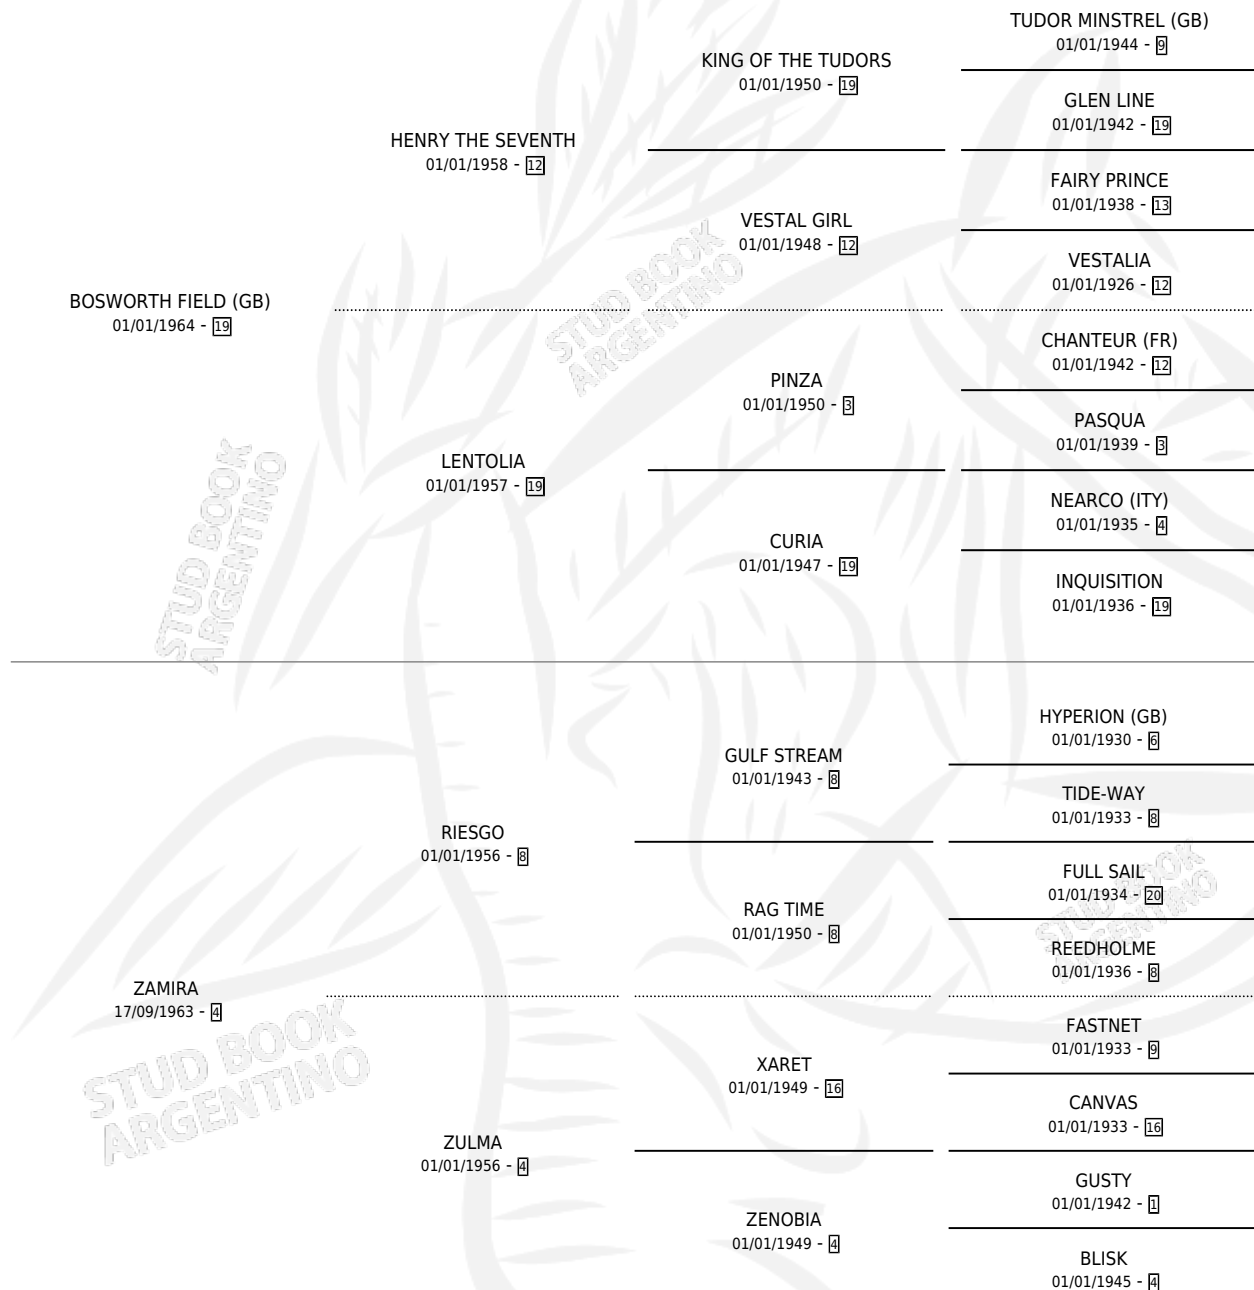 TUDOR MINSTREL (GB)
01/01/1944 - 9
KING OF THE TUDORS
01/01/1950 - 19
GLEN LINE
01/01/1942 - 19
HENRY THE SEVENTH
01/01/1958 - 12
FAIRY PRINCE
01/01/1938 - 13
VESTAL GIRL
01/01/1948 - 12
VESTALIA
01/01/1926 - 12
BOSWORTH FIELD (GB)
01/01/1964 - 19
CHANTEUR (FR)
01/01/1942 - 12
PINZA
01/01/1950 - 3
PASQUA
01/01/1939 - 3
LENTOLIA
01/01/1957 - 19
NEARCO (ITY)
01/01/1935 - 4
CURIA
01/01/1947 - 19
INQUISITION
01/01/1936 - 19
HYPERION (GB)
01/01/1930 - 6
GULF STREAM
01/01/1943 - 8
TIDE-WAY
01/01/1933 - 8
RIESGO
01/01/1956 - 8
FULL SAIL
01/01/1934 - 20
RAG TIME
01/01/1950 - 8
REEDHOLME
01/01/1936 - 8
ZAMIRA
17/09/1963 - 4
FASTNET
01/01/1933 - 9
XARET
01/01/1949 - 16
CANVAS
01/01/1933 - 16
ZULMA
01/01/1956 - 4
GUSTY
01/01/1942 - 1
ZENOBIA
01/01/1949 - 4
BLISK
01/01/1945 - 4
STUD BOOK
ARGENTINO
STUD BOOK
ARGENTINO
STUD BOOK
ARGENTINO
STUD BOOK
ARGENTINO